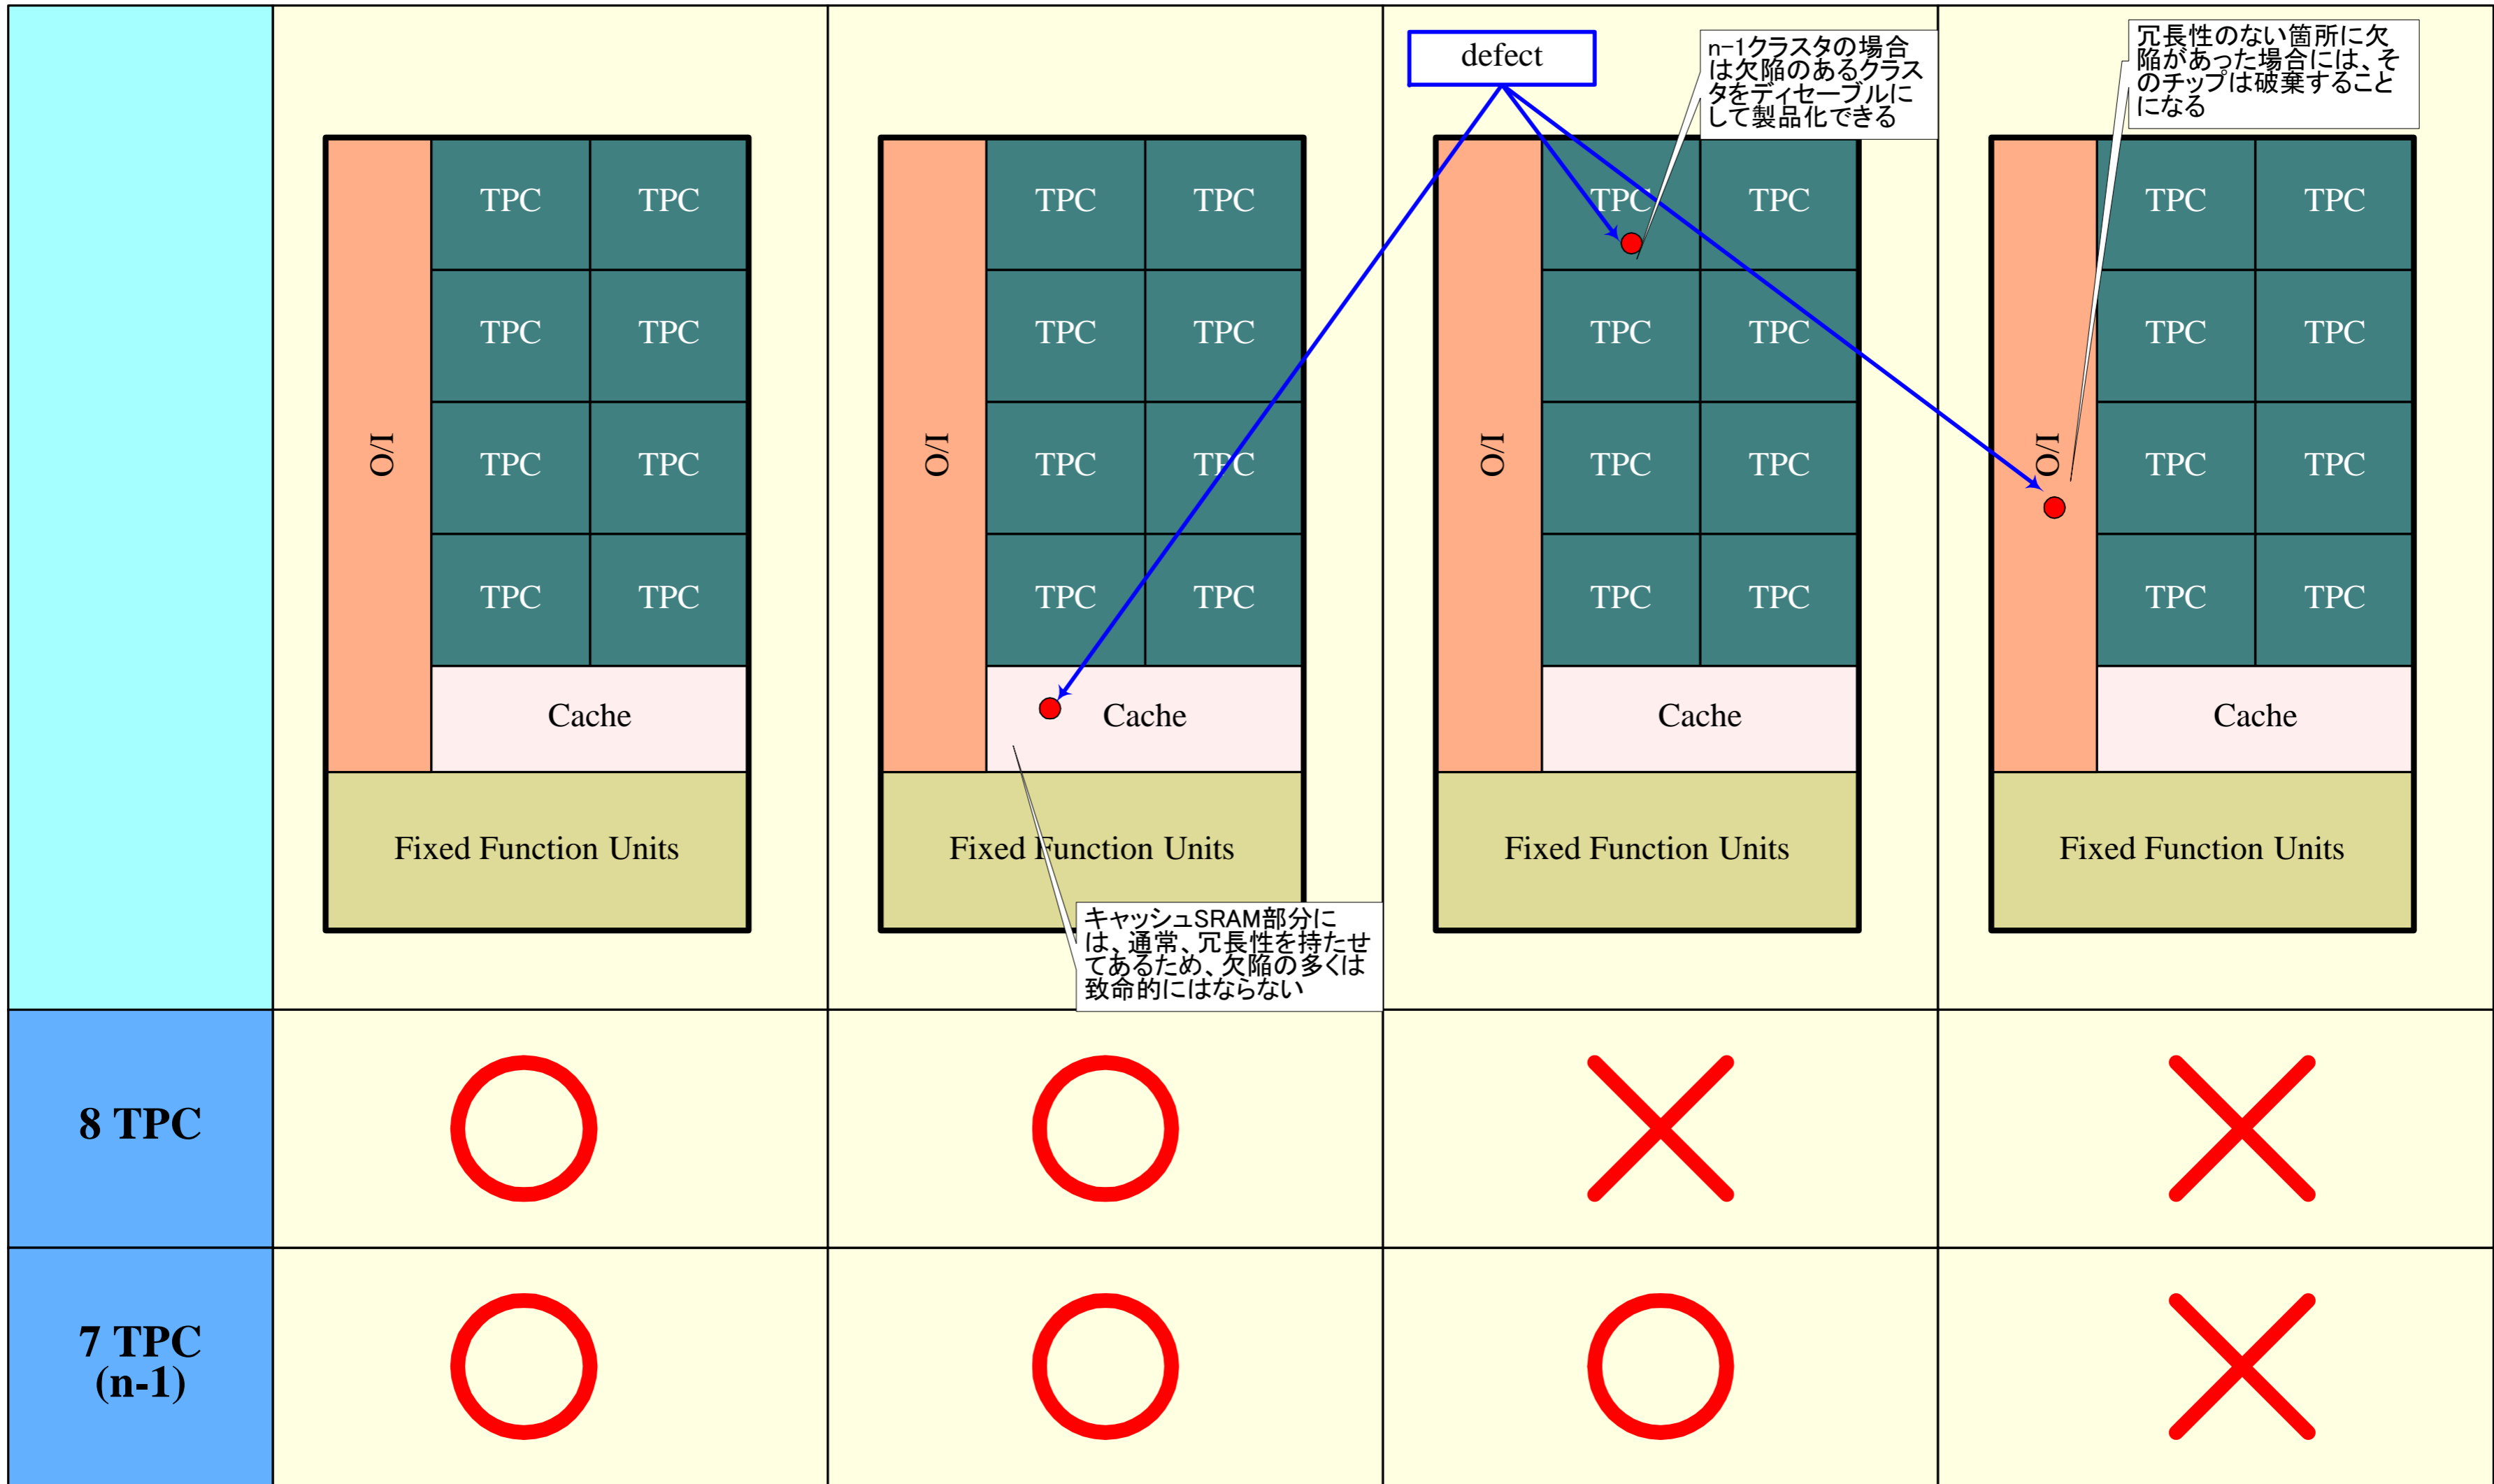 defect
n-1クラスタの場合
は欠陥のあるクラス
タをディセーブルに
して製品化できる
冗長性のない箇所に欠
陥があった場合には、そ
のチップは破棄すること
になる
I/O
TPC TPC
TPC TPC
TPC TPC
TPC TPC
Cache
Fixed Function Units
I/O
TPC TPC
TPC TPC
TPC TPC
TPC TPC
Cache
Fixed Function Units
キャッシュSRAM部分に
は、通常、冗長性を持たせ
てあるため、欠陥の多くは
致命的にはならない
I/O
TPC TPC
TPC TPC
TPC TPC
TPC TPC
Cache
Fixed Function Units
I/O
TPC TPC
TPC TPC
TPC TPC
TPC TPC
Cache
Fixed Function Units
8 TPC
7 TPC
(n-1)